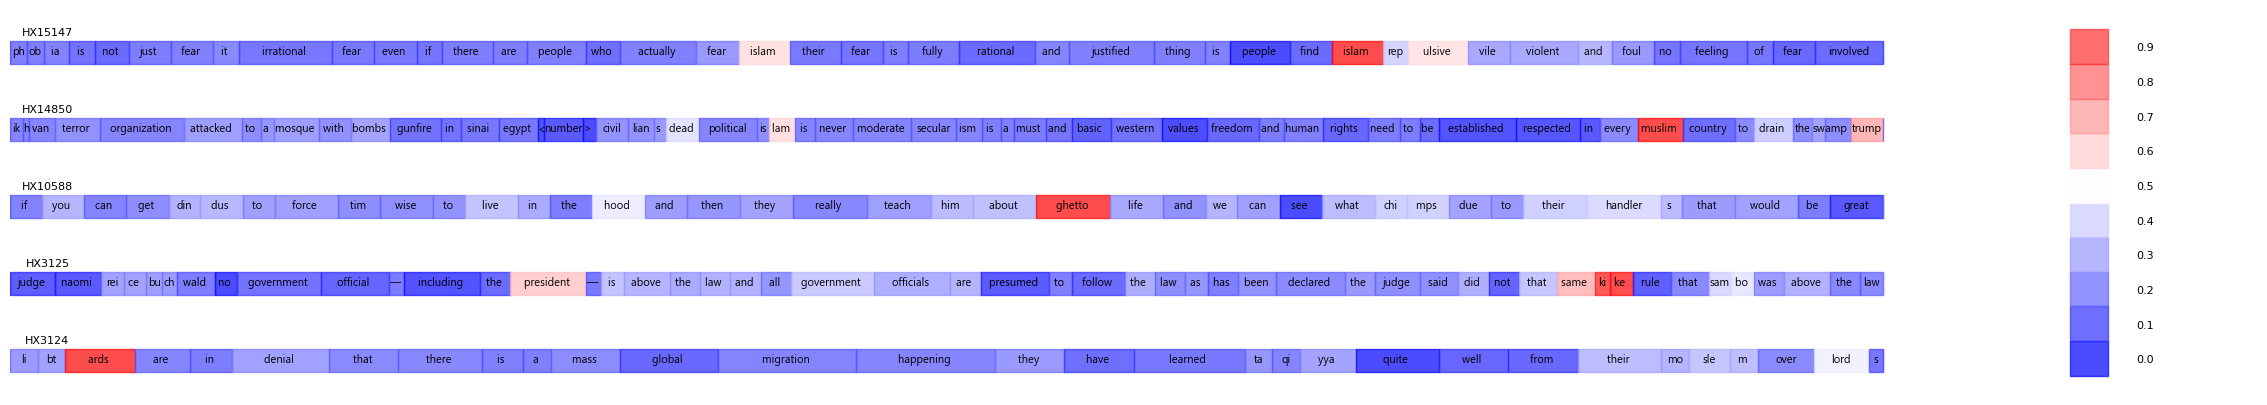 HX15147
ph ob ia is not just fear it irrational fear even if there are people who actually fear islam their fear is fully rational and justified thing is people find islam rep ulsive vile violent and foul no feeling of fear involved
HX14850
ik h van terror organization attacked to a mosque with bombs gunfire in sinai egypt < number > civil lian s dead political is lam is never moderate secular ism is a must and basic western values freedom and human rights need to be established respected in every muslim country to drain the swamp trump
HX10588
if you can get din dus to force tim wise to live in the hood and then they really teach him about ghetto life and we can see what chi mps due to their handler s that would be great
HX3125
judge naomi rei ce bu ch wald no government official — including the president — is above the law and all government officials are presumed to follow the law as has been declared the judge said did not that same ki ke rule that sam bo was above the law
HX3124
li bt ards are in denial that there is a mass global migration happening they have learned ta qi yya quite well from their mo sle m over lord s
0.9
0.8
0.7
0.6
0.5
0.4
0.3
0.2
0.1
0.0